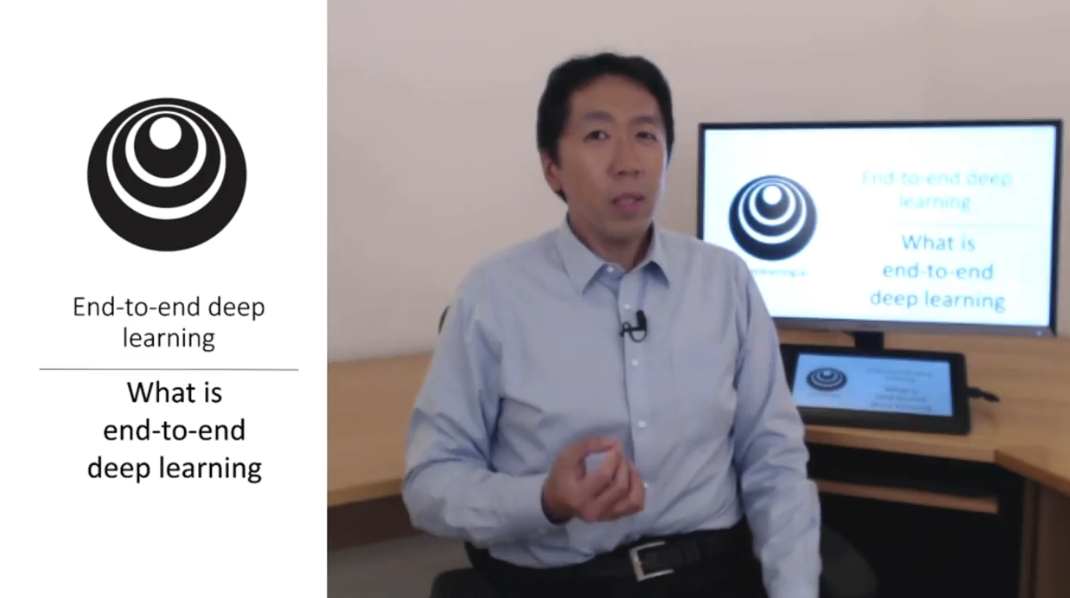 End-to-end deep
learning
What is
end-to-end
deep learning
End-to-end deep
learning
What is
end-to-end
deep learning